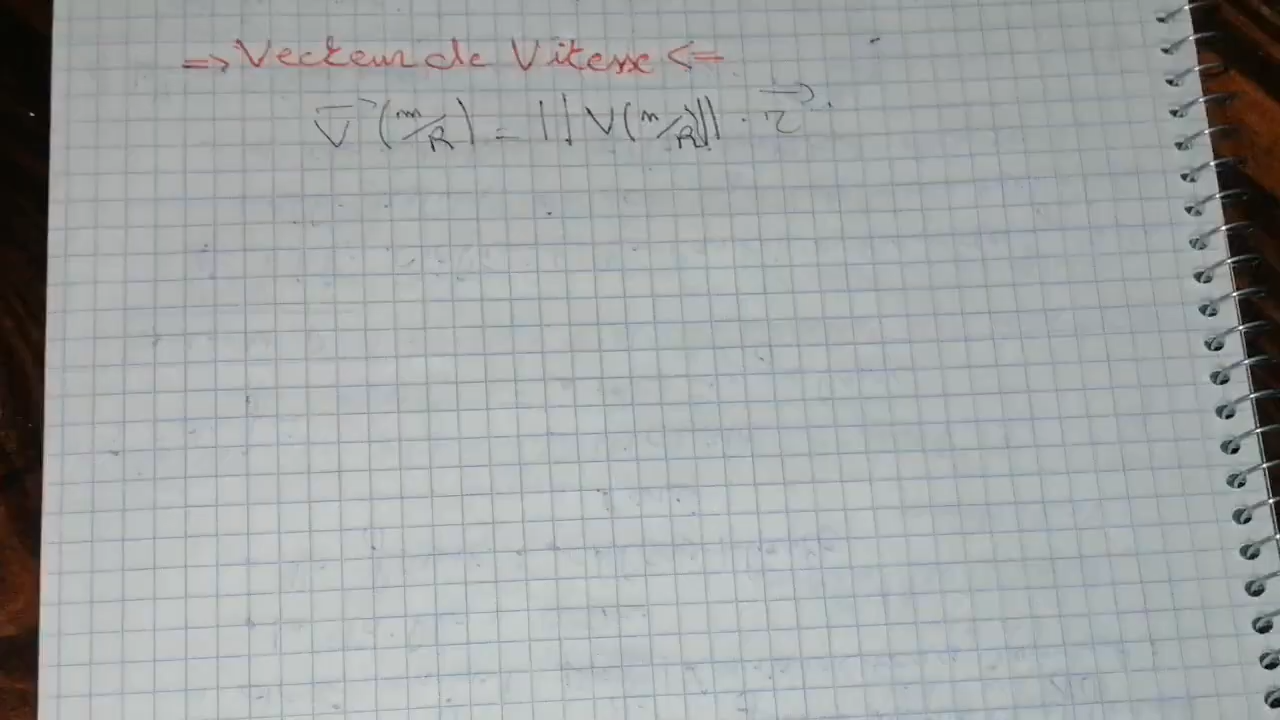 => Vecteur de Vitesse <=
V⃗ (m/R) = || V(m/R)|| . τ⃗.